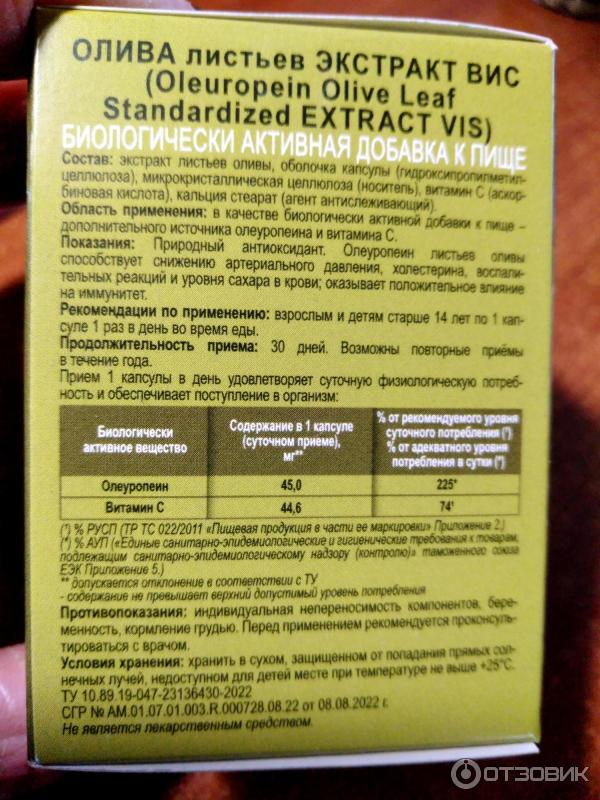 ОЛИВА листьев ЭКСТРАКТ ВИС
(Oleuropein Olive Leaf
Standardized EXTRACT VIS)
БИОЛОГИЧЕСКИ АКТИВНАЯ ДОБАВКА К ПИЩЕ
Состав: экстракт листьев оливы, оболочка капсулы (гидроксипропилметил-
целлюлоза), микрокристаллическая целлюлоза (носитель), витамин С (аскор-
биновая кислота), кальция стеарат (агент антислеживающий).
Область применения: в качестве биологически активной добавки к пище –
дополнительного источника олеуропеина и витамина С.
Показания: Природный антиоксидант. Олеуропеин листьев оливы
способствует снижению артериального давления, холестерина, воспали-
тельных реакций и уровня сахара в крови; оказывает положительное влияние
на иммунитет.
Рекомендации по применению: взрослым и детям старше 14 лет по 1 кап-
суле 1 раз в день во время еды.
Продолжительность приема: 30 дней. Возможны повторные приёмы
в течение года.
Прием 1 капсулы в день удовлетворяет суточную физиологическую потреб-
ность и обеспечивает поступление в организм:
Биологически активное вещество | Содержание в 1 капсуле (суточном приеме), мг** | % от рекомендуемого уровня суточного потребления (*) % от адекватного уровня потребления в сутки (*)
Олеуропеин | 45,0 | 225*
Витамин С | 44,6 | 74*
(*) % РУСП (ТР ТС 022/2011 «Пищевая продукция в части ее маркировки» Приложение 2.)
(*) % АУП («Единые санитарно-эпидемиологические и гигиенические требования к товарам,
подлежащим санитарно-эпидемиологическому надзору (контролю)» таможенного союза
ЕЭК Приложение 5.)
** допускается отклонение в соответствии с ТУ
- содержание не превышает верхний допустимый уровень потребления
Противопоказания: индивидуальная непереносимость компонентов, бере-
менность, кормление грудью. Перед применением рекомендуется проконсуль-
тироваться с врачом.
Условия хранения: хранить в сухом, защищенном от попадания прямых сол-
нечных лучей, недоступном для детей месте при температуре не выше +25°С.
ТУ 10.89.19-047-23136430-2022
СГР № AM.01.07.01.003.R.000728.08.22 от 08.08.2022 г.
Не является лекарственным средством.
ОТЗОВИК